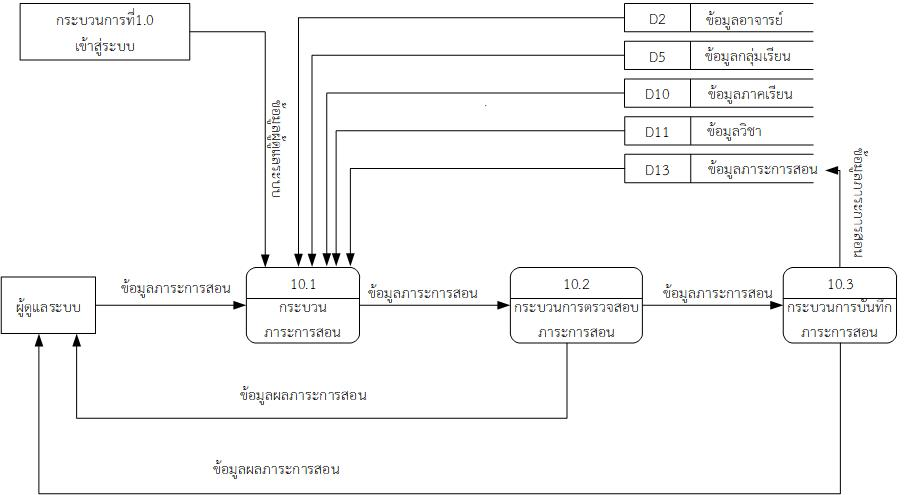 กระบวนการที่1.0
เข้าสู่ระบบ
D2 ข้อมูลอาจารย์
D5 ข้อมูลกลุ่มเรียน
D10 ข้อมูลภาคเรียน
D11 ข้อมูลวิชา
D13 ข้อมูลภาระการสอน
ข้อมูลผู้ดูแลระบบ
ข้อมูลภาระการสอน
ผู้ดูแลระบบ
ข้อมูลภาระการสอน
10.1
กระบวน
ภาระการสอน
ข้อมูลภาระการสอน
10.2
กระบวนการตรวจสอบ
ภาระการสอน
ข้อมูลภาระการสอน
10.3
กระบวนการบันทึก
ภาระการสอน
ข้อมูลผลภาระการสอน
ข้อมูลผลภาระการสอน